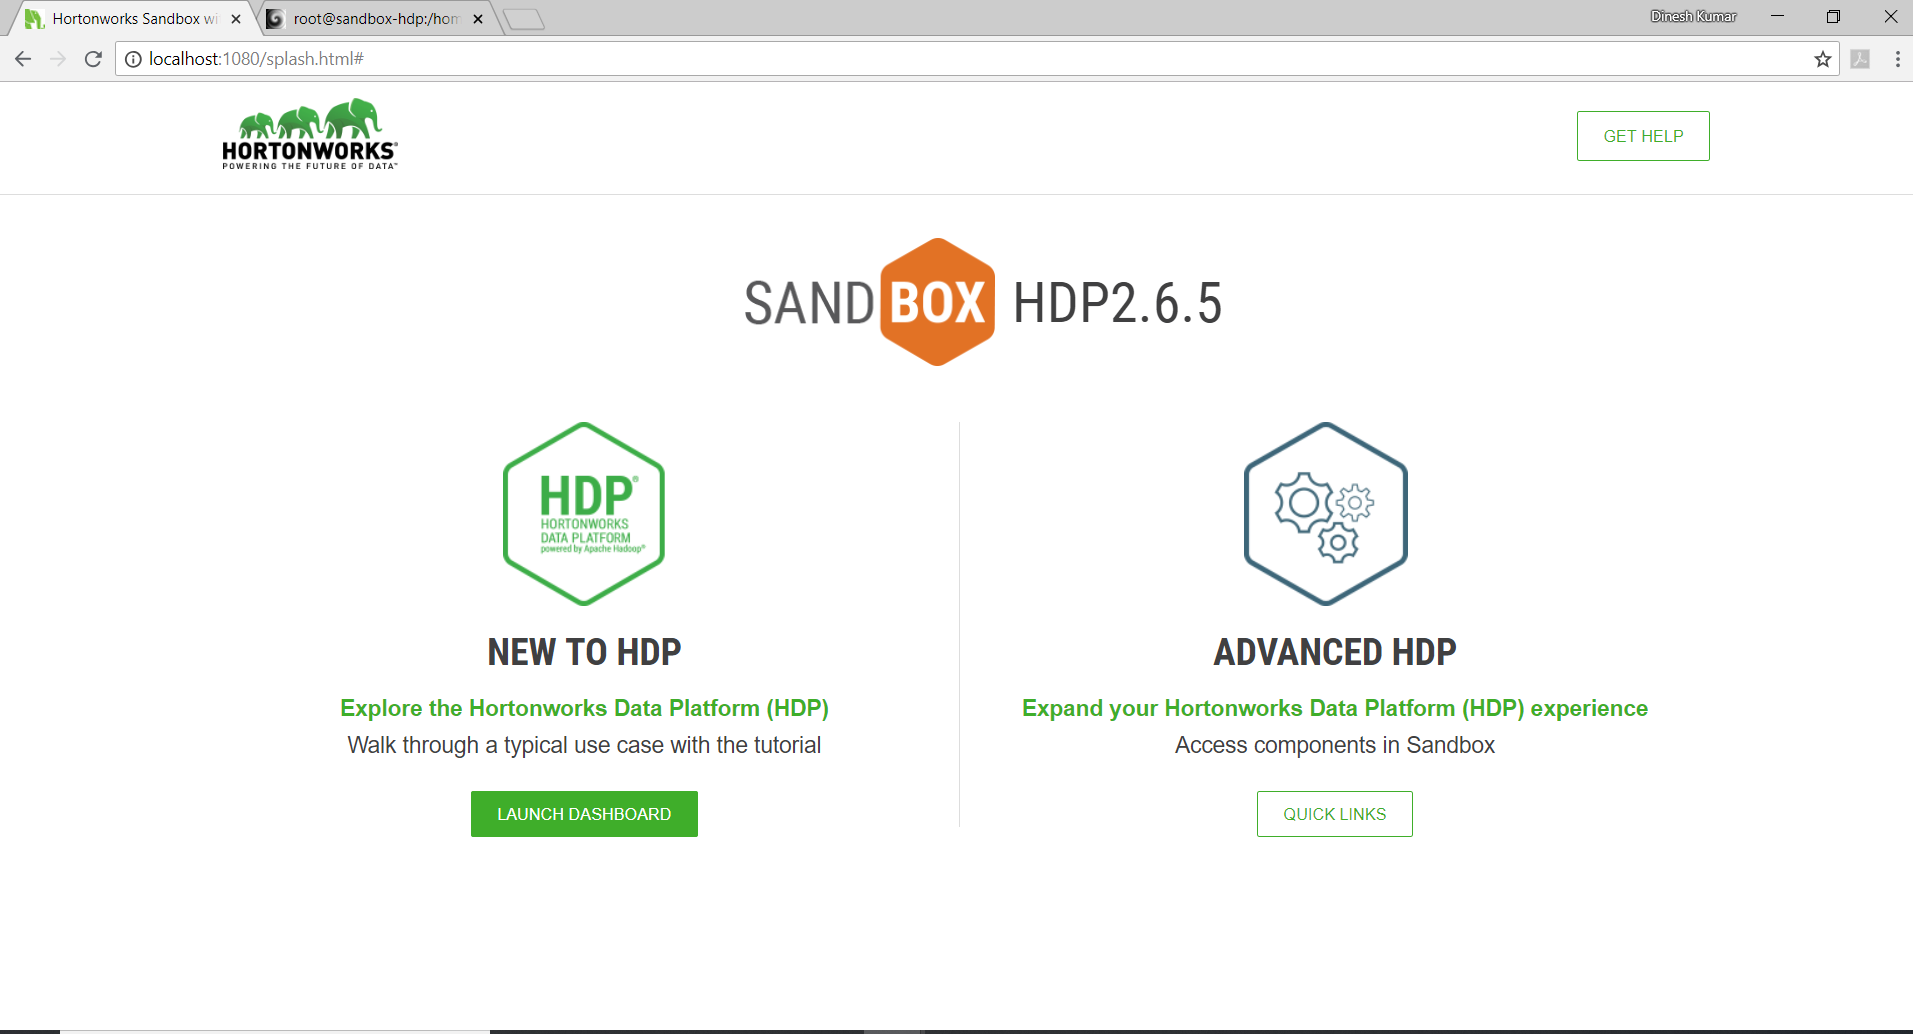 Hortonworks Sandbox wi
root@sandbox-hdp:/hom
Dinesh Kumar
localhost:1080/splash.html#
HORTONWORKS®
POWERING THE FUTURE OF DATA™
GET HELP
SANDBOX HDP2.6.5
HDP®
HORTONWORKS
DATA PLATFORM
powered by Apache Hadoop®
NEW TO HDP
Explore the Hortonworks Data Platform (HDP)
Walk through a typical use case with the tutorial
LAUNCH DASHBOARD
ADVANCED HDP
Expand your Hortonworks Data Platform (HDP) experience
Access components in Sandbox
QUICK LINKS